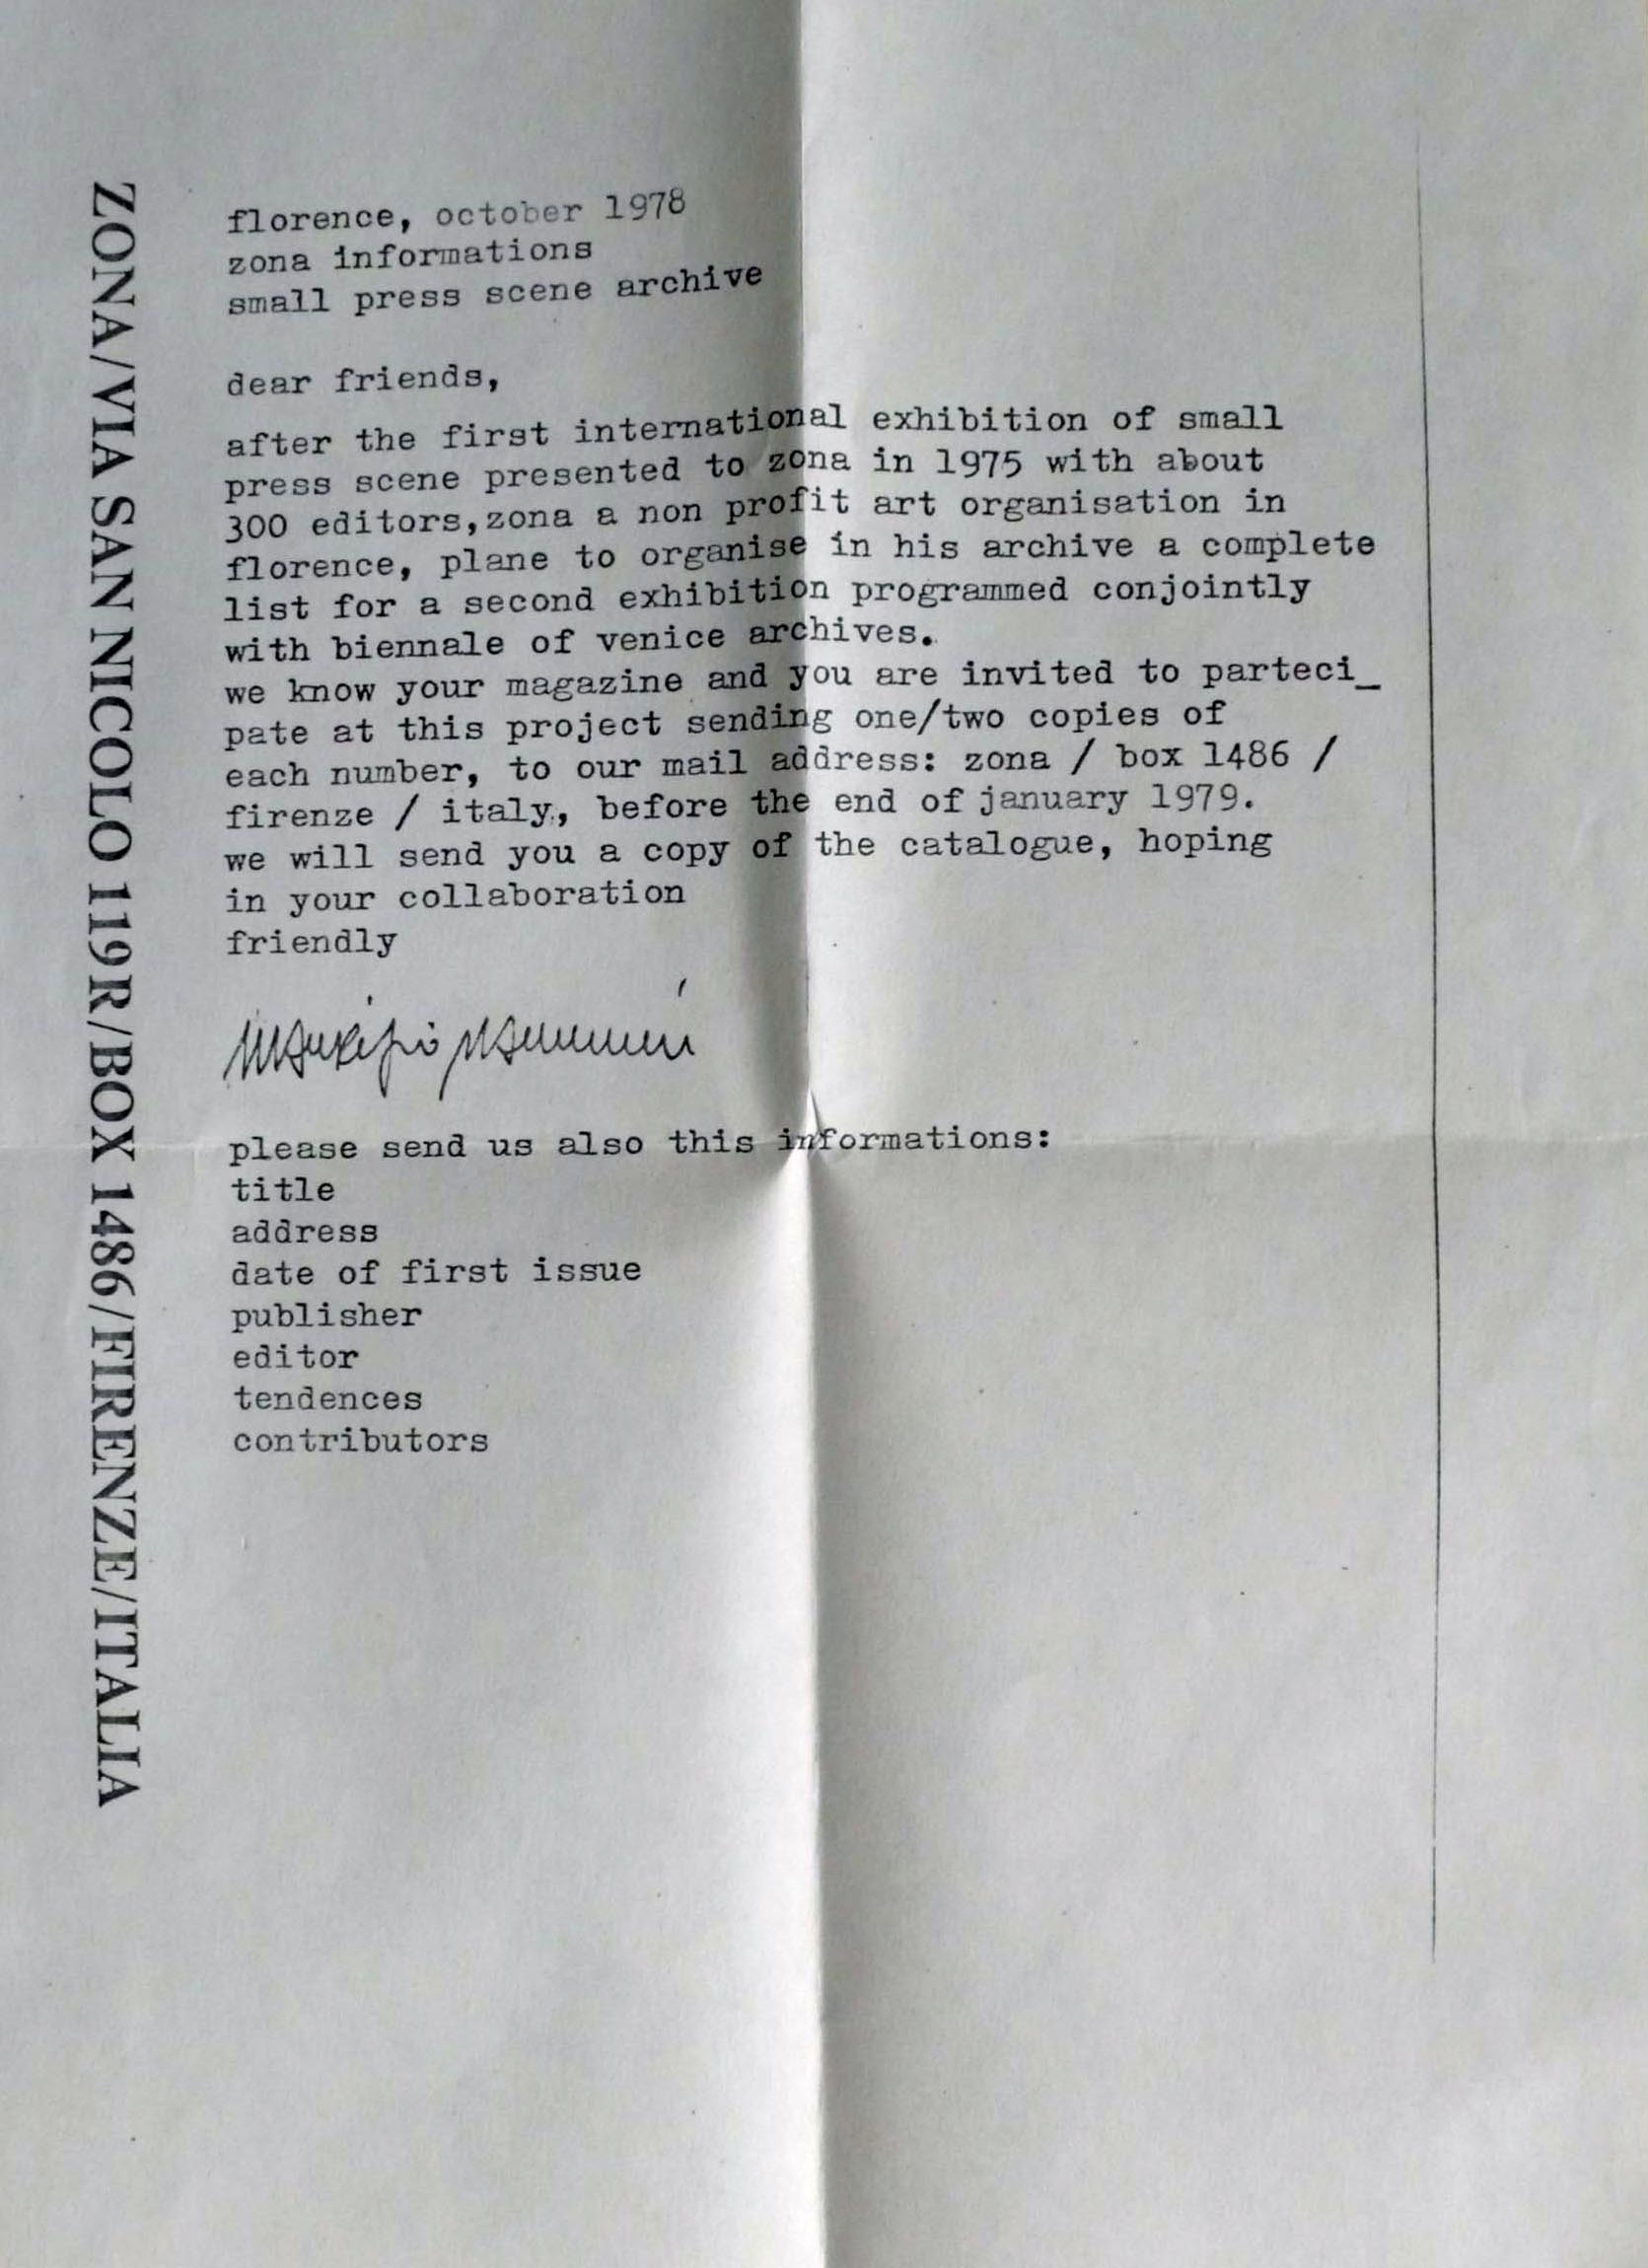 ZONA/VIA SAN NICCOLO 119R/BOX 1486/FIRENZE/ITALIA
florence, october 1978
zona informations
small press scene archive
dear friends,
after the first international exhibition of small
press scene presented to zona in 1975 with about
300 editors,zona a non profit art organisation in
florence, plane to organise in his archive a complete
list for a second exhibition programmed conjointly
with biennale of venice archives.
we know your magazine and you are invited to parteci_
pate at this project sending one/two copies of
each number, to our mail address: zona / box 1486 /
firenze / italy, before the end of january 1979.
we will send you a copy of the catalogue, hoping
in your collaboration
friendly
please send us also this informations:
title
address
date of first issue
publisher
editor
tendences
contributors